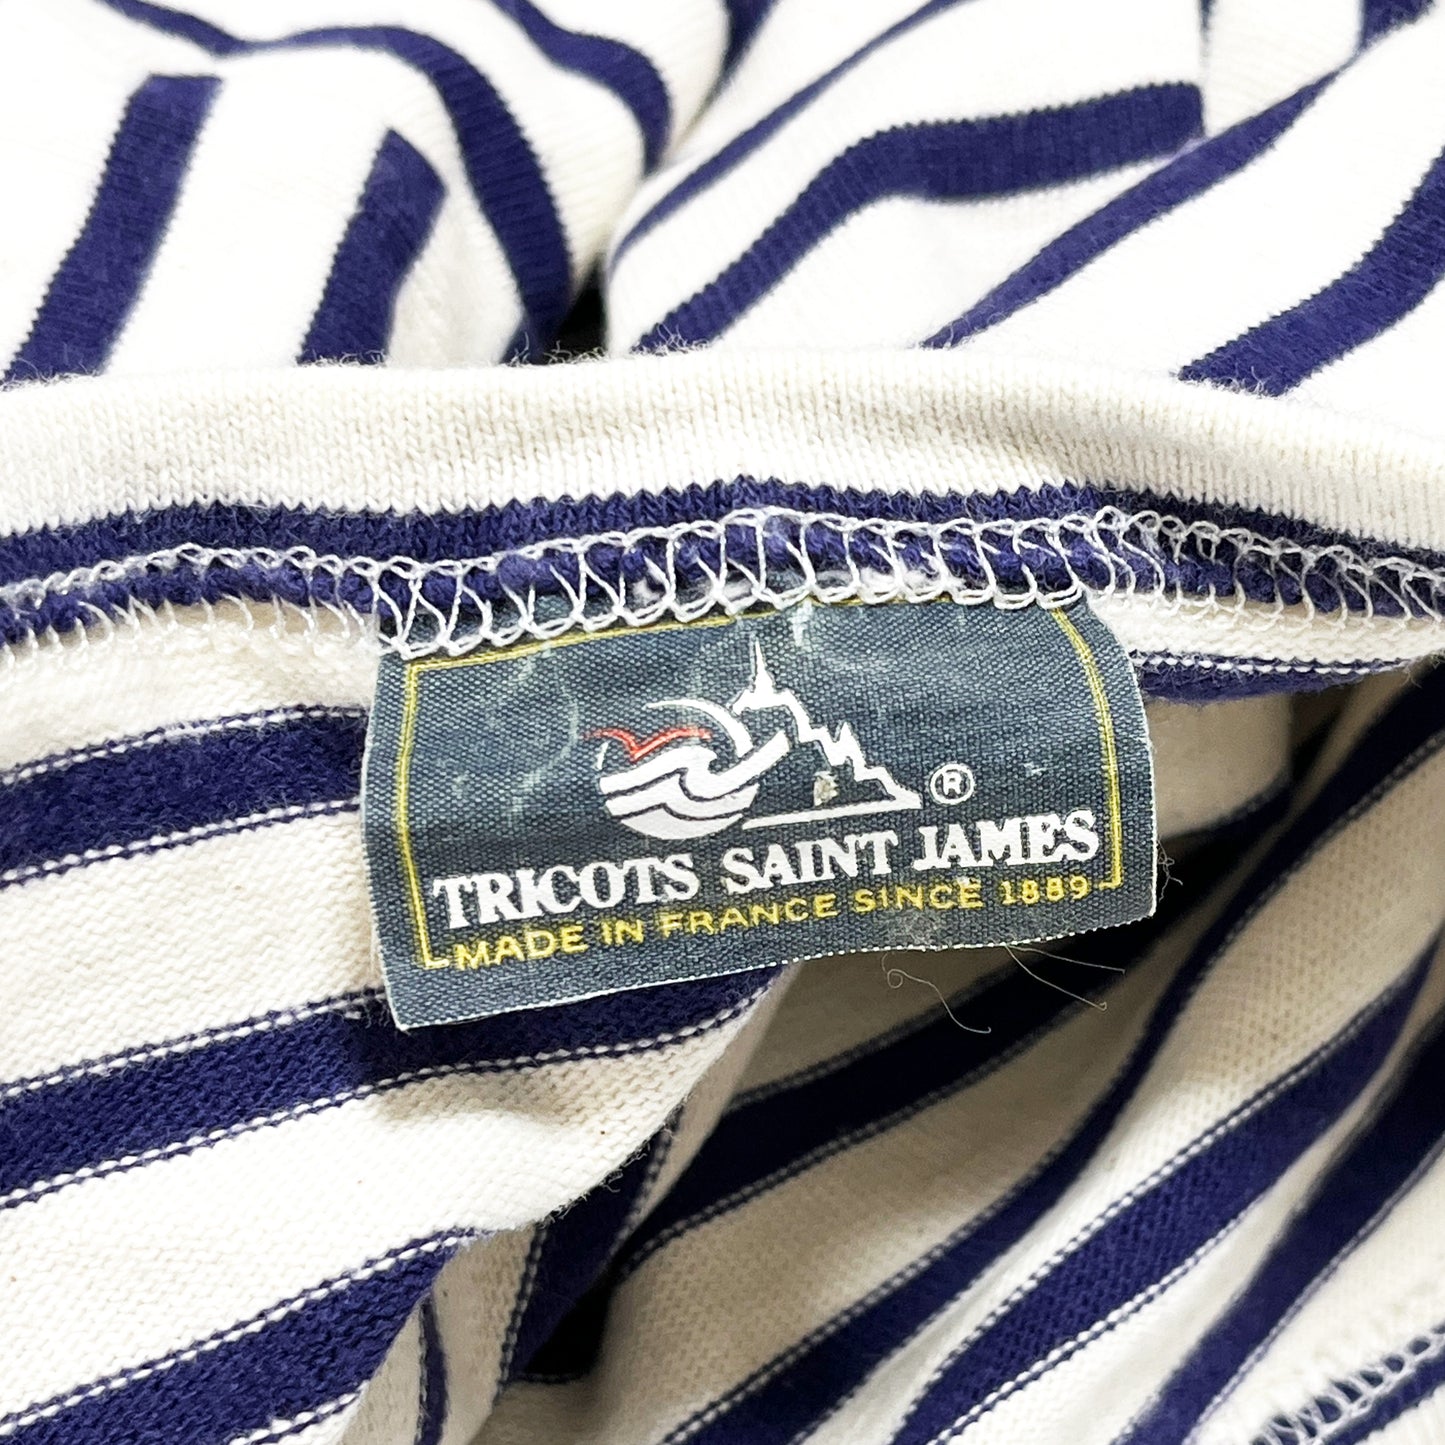 ®
TRICOTS SAINT JAMES
MADE IN FRANCE SINCE 1889